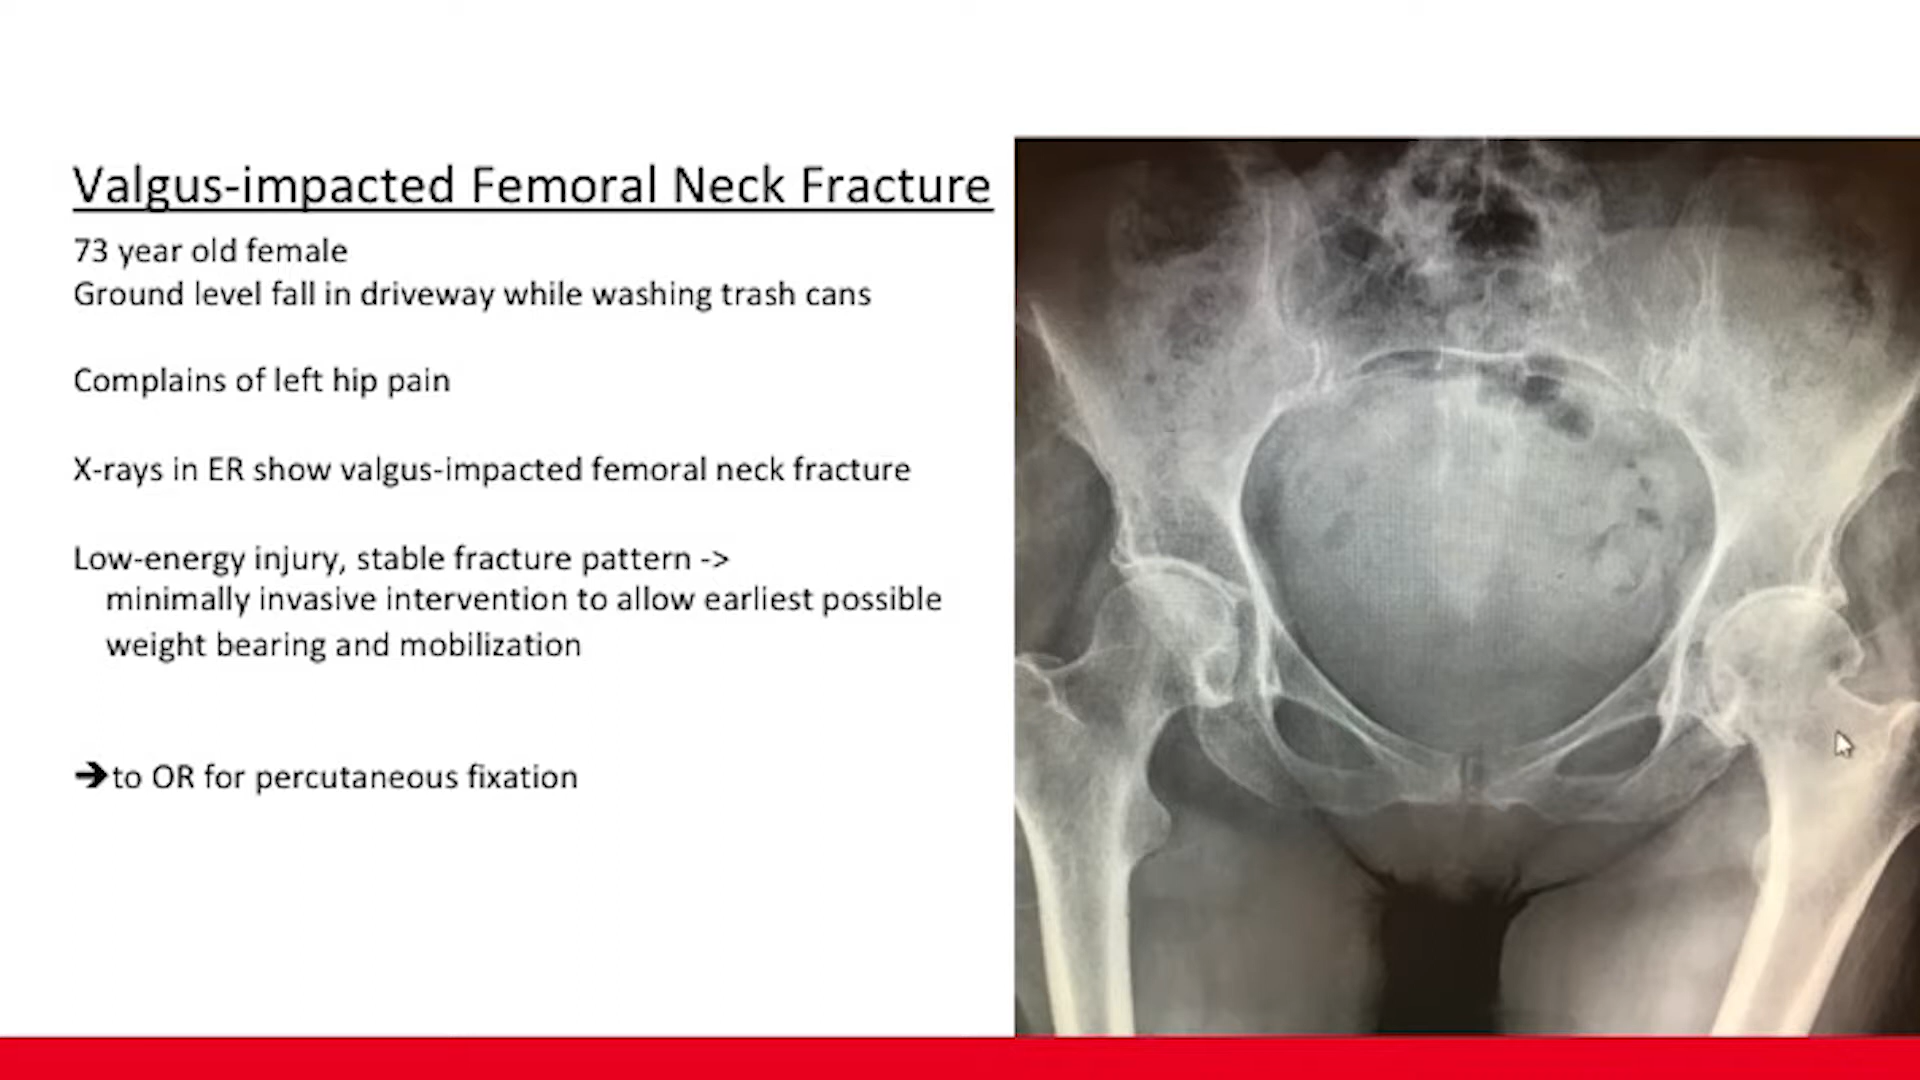 Valgus-impacted Femoral Neck Fracture
73 year old female
Ground level fall in driveway while washing trash cans
Complains of left hip pain
X-rays in ER show valgus-impacted femoral neck fracture
Low-energy injury, stable fracture pattern ->
minimally invasive intervention to allow earliest possible
weight bearing and mobilization
➔to OR for percutaneous fixation